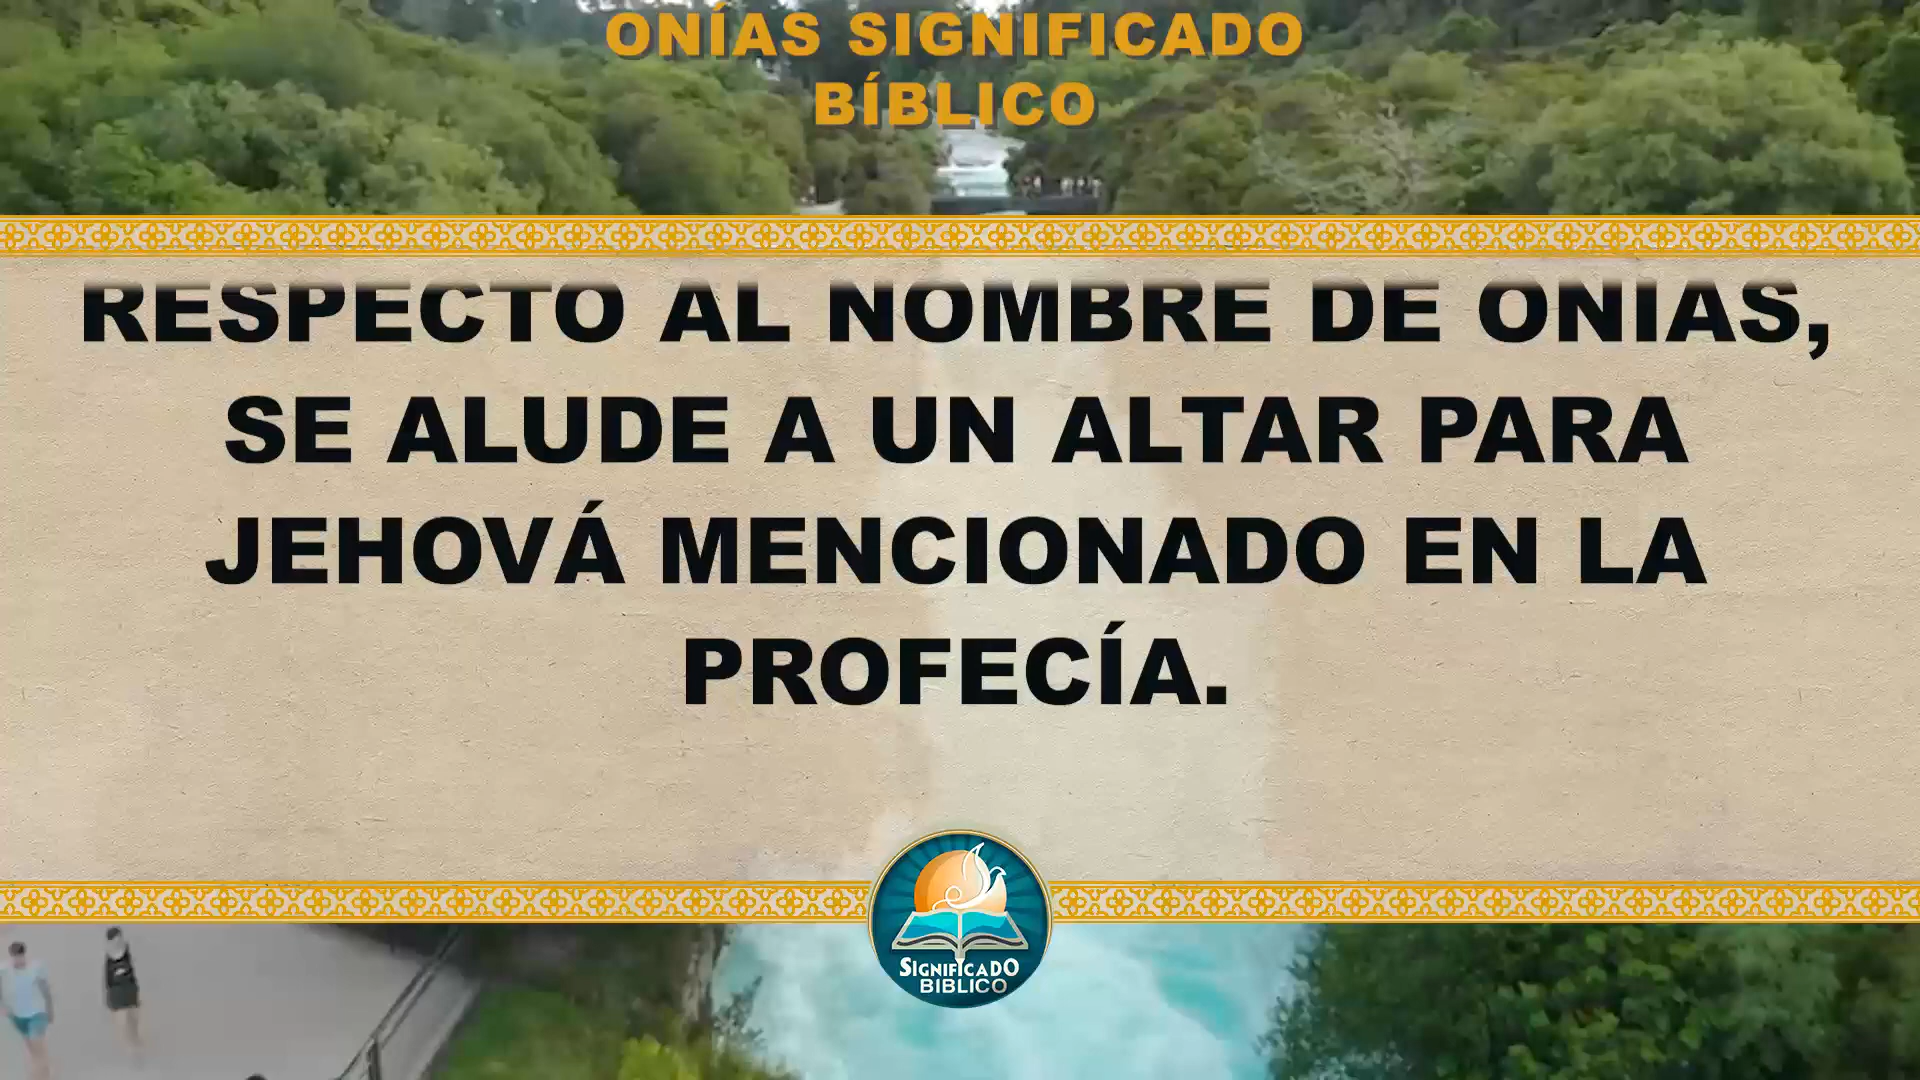 ONÍAS SIGNIFICADO
BÍBLICO
RESPECTO AL NOMBRE DE ONÍAS,
SE ALUDE A UN ALTAR PARA
JEHOVÁ MENCIONADO EN LA
PROFECÍA.
SIGNIFICADO
BIBLICO